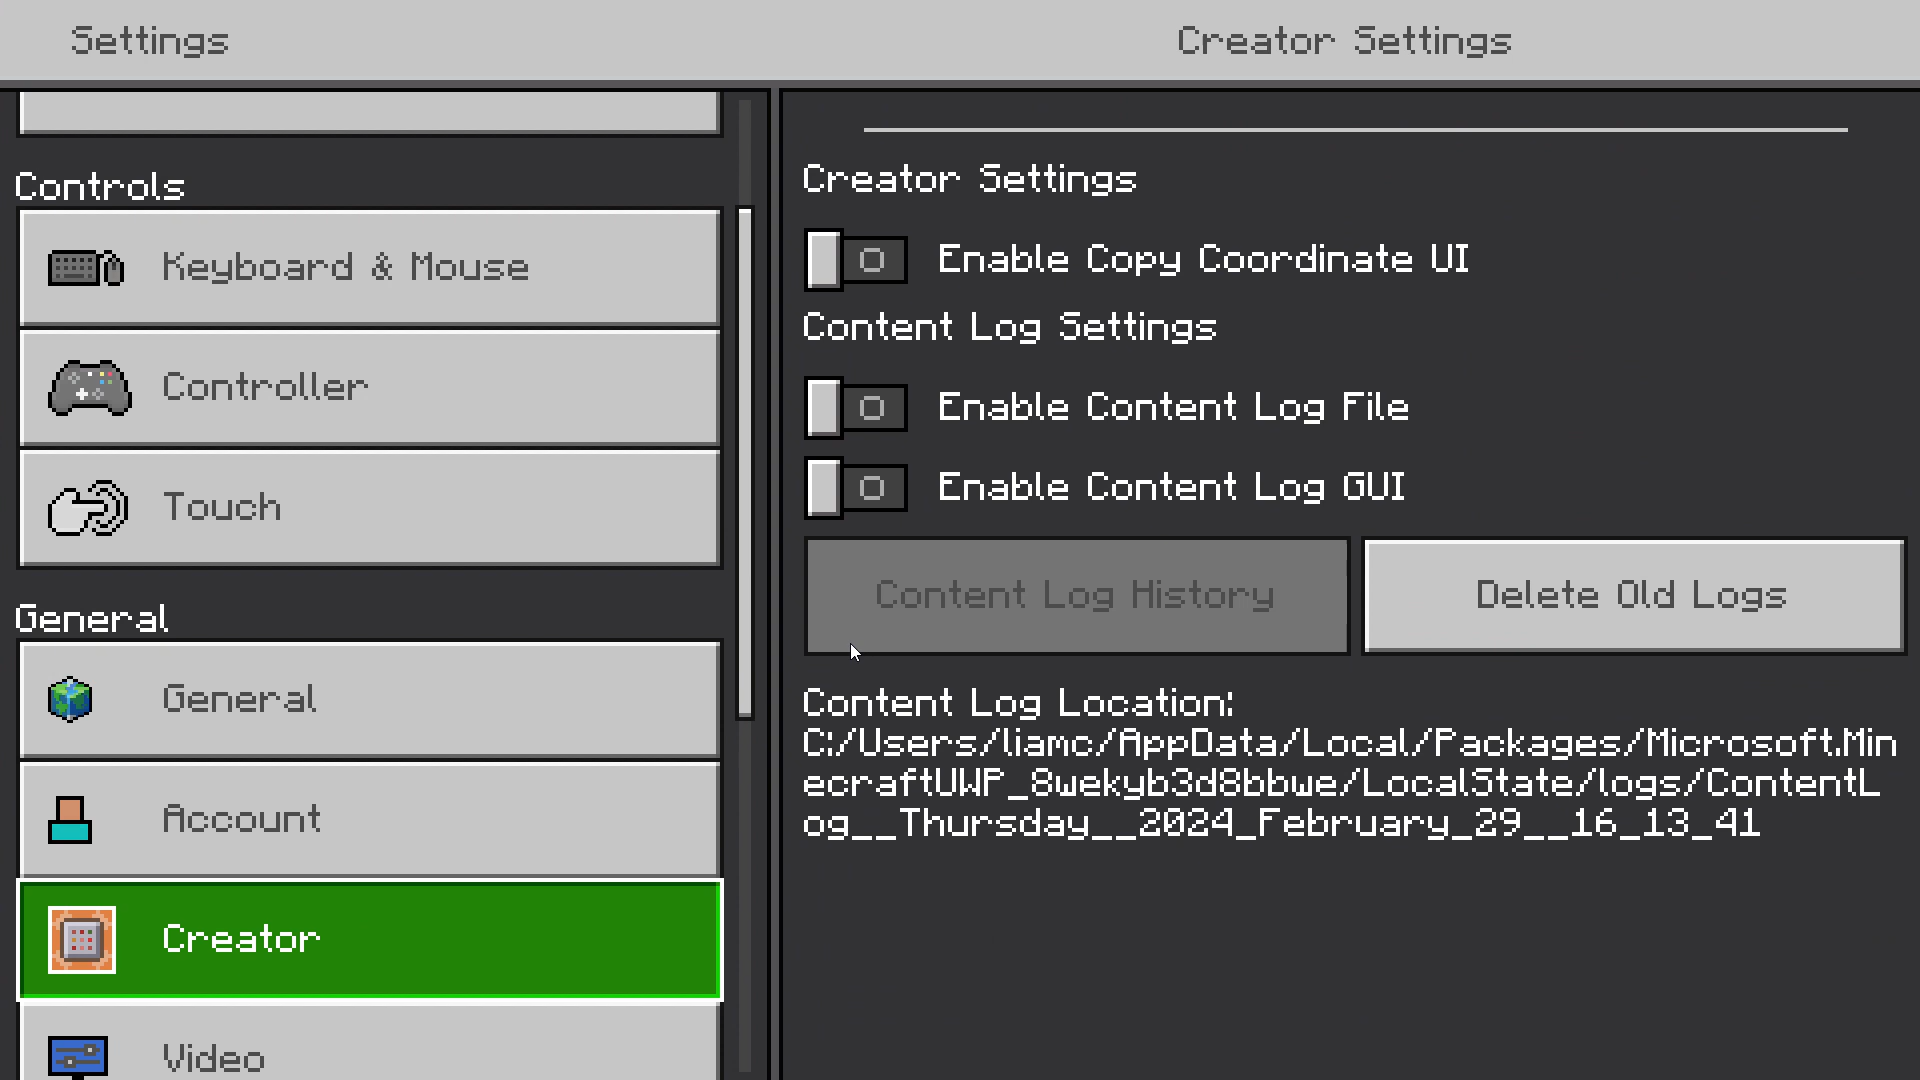 Settings
Creator Settings
Controls
Keyboard & Mouse
Controller
Touch
General
General
Account
Creator
Video
Creator Settings
Enable Copy Coordinate UI
Content Log Settings
Enable Content Log File
Enable Content Log GUI
Content Log History
Delete Old Logs
Content Log Location:
C:/Users/liamc/AppData/Local/Packages/Microsoft.Min
ecraftUWP_8wekyb3d8bbwe/LocalState/logs/ContentL
og__Thursday__2024_February_29__16_13_41